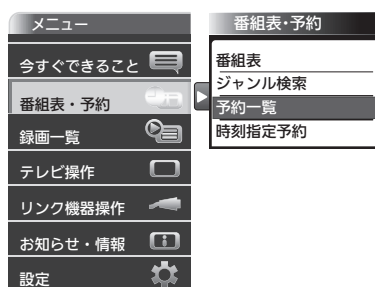 メニュー
今すぐできること
番組表・予約
録画一覧
テレビ操作
リンク機器操作
お知らせ・情報
設定
番組表・予約
番組表
ジャンル検索
予約一覧
時刻指定予約